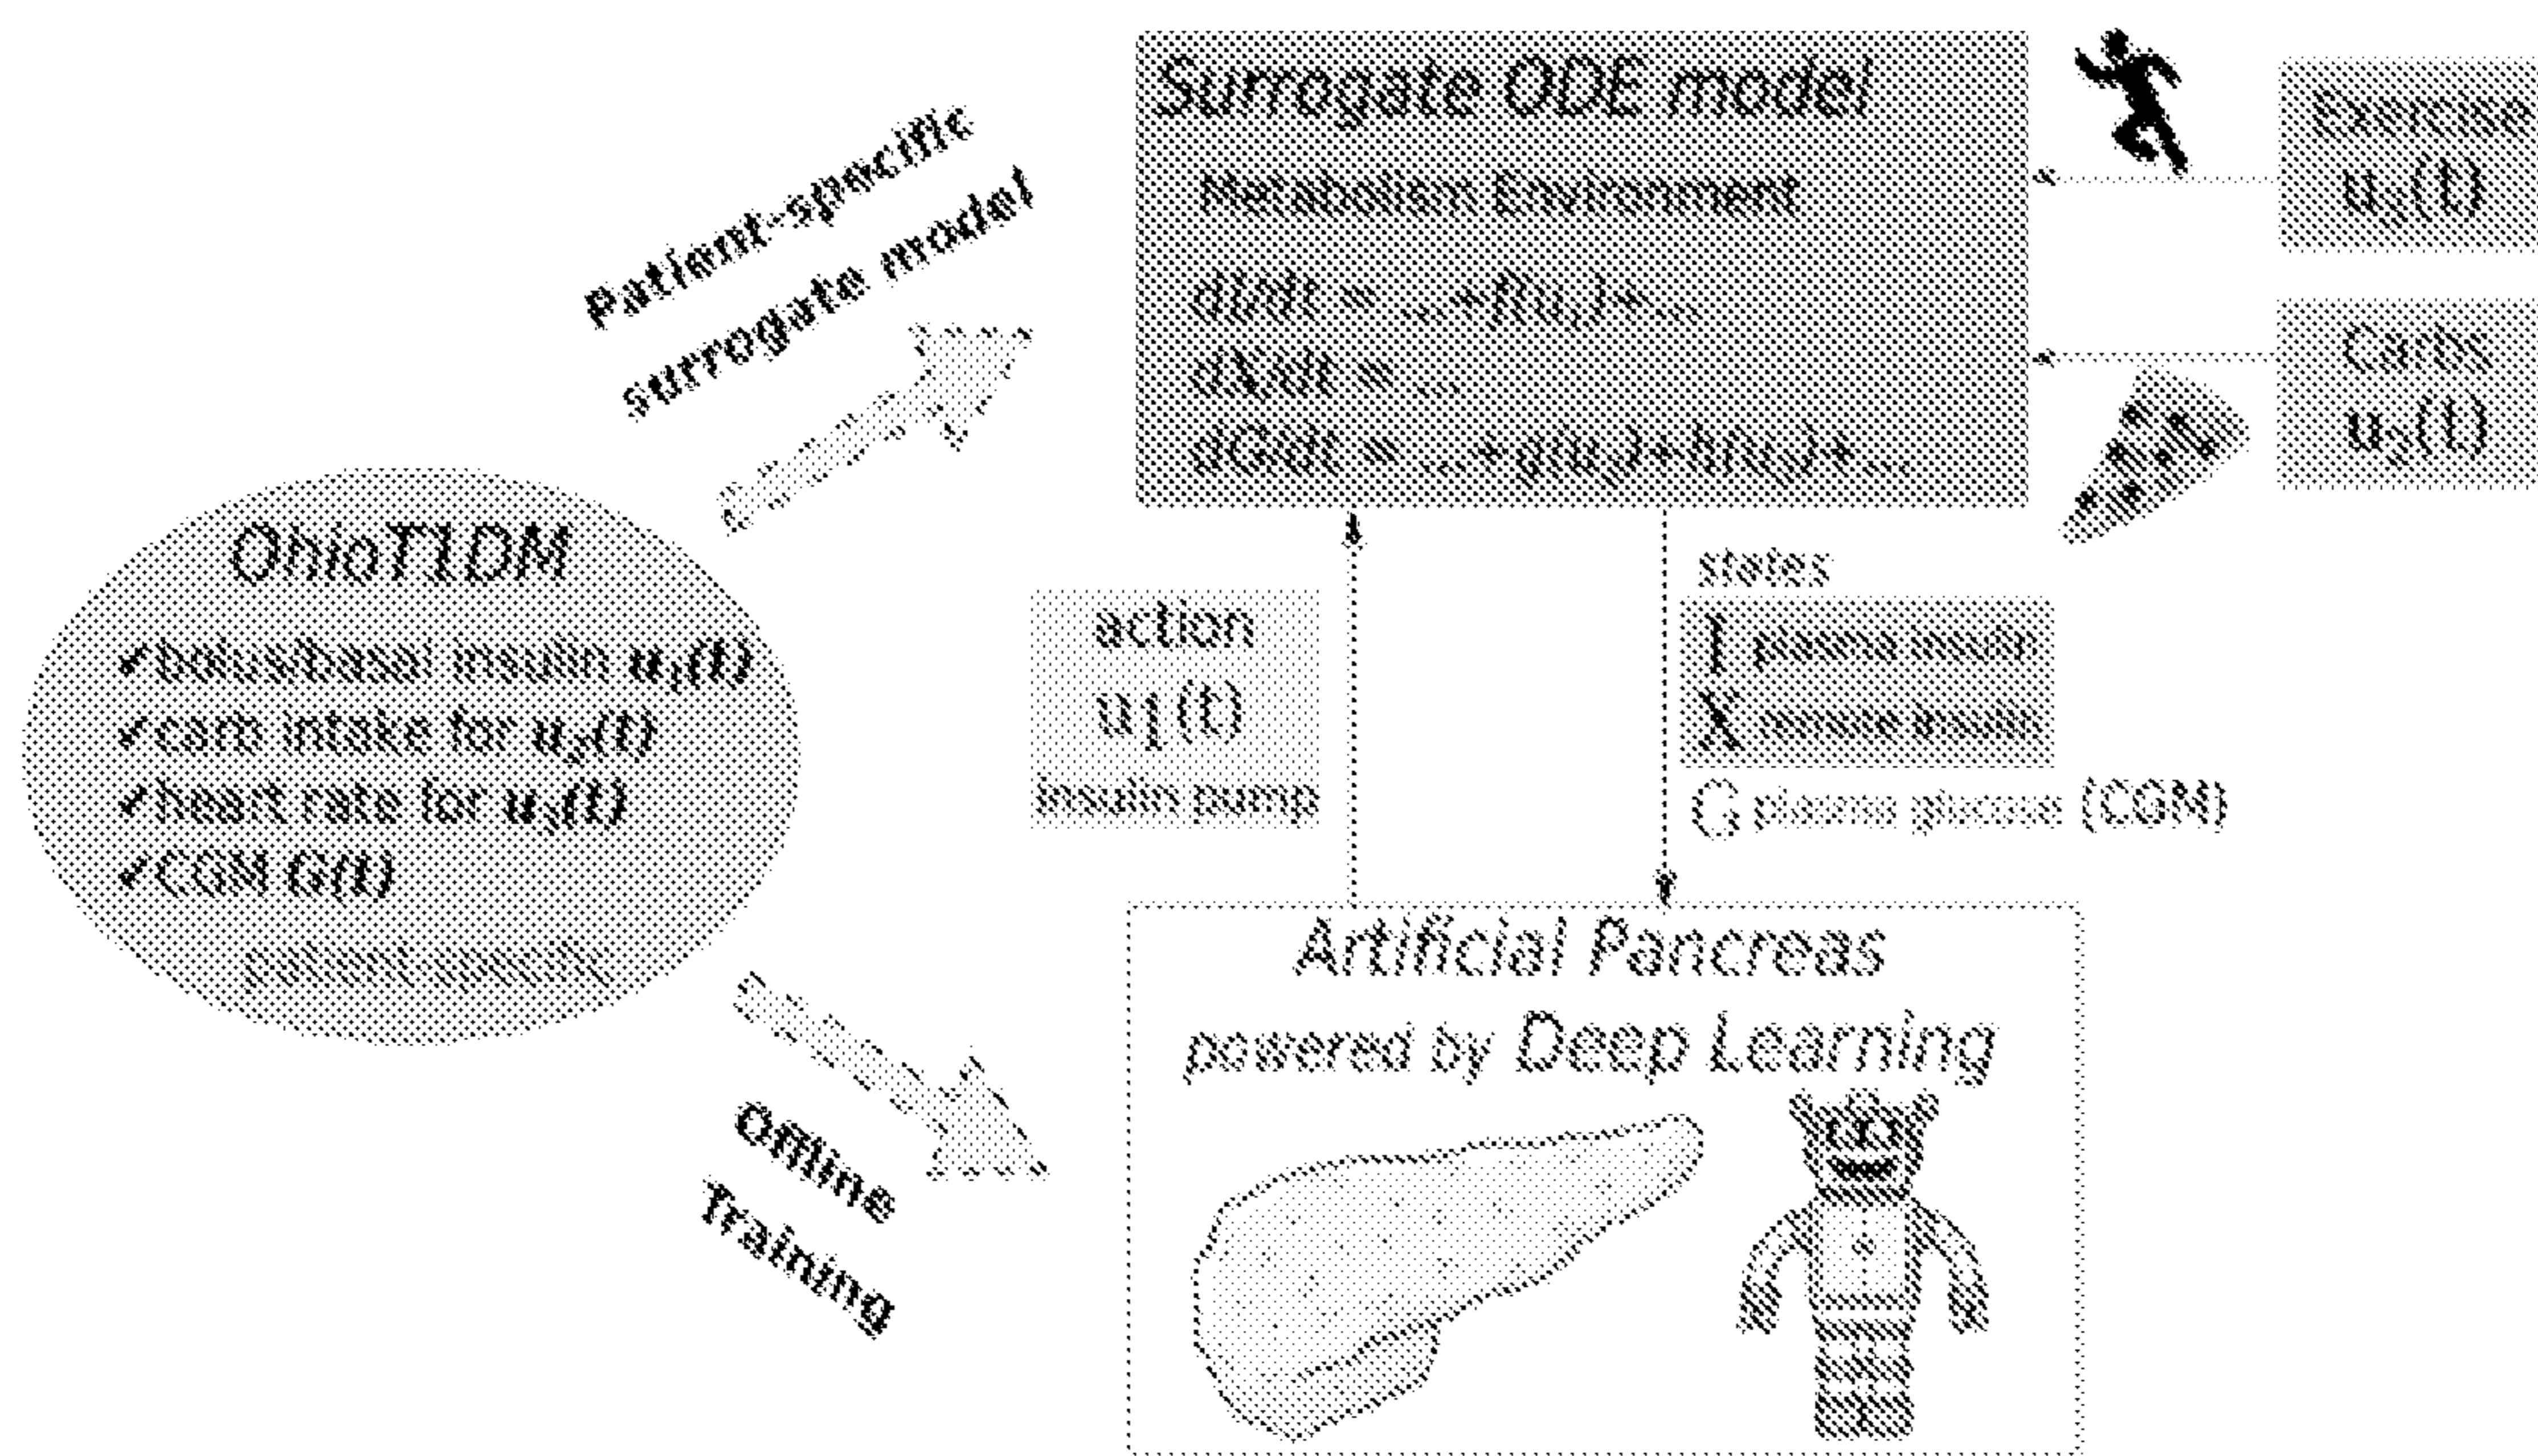 Patient-specific
surrogate model
Surrogate ODE model
Metabolism Environment
dI/dt = ...+f(u₁)+...
dX/dt = ...
dG/dt = ...+g(u₂)+h(u₃)+...
Exercise
u₃(t)
Carbs
u₂(t)
OhioT1DM
✓bolus/basal insulin u₁(t)
✓carb intake for u₂(t)
✓heart rate for u₃(t)
✓CGM G(t)
patient-specific
action
u1(t)
insulin pump
states
I plasma insulin
X remote insulin
G plasma glucose (CGM)
Offline
Training
Artificial Pancreas
powered by Deep Learning